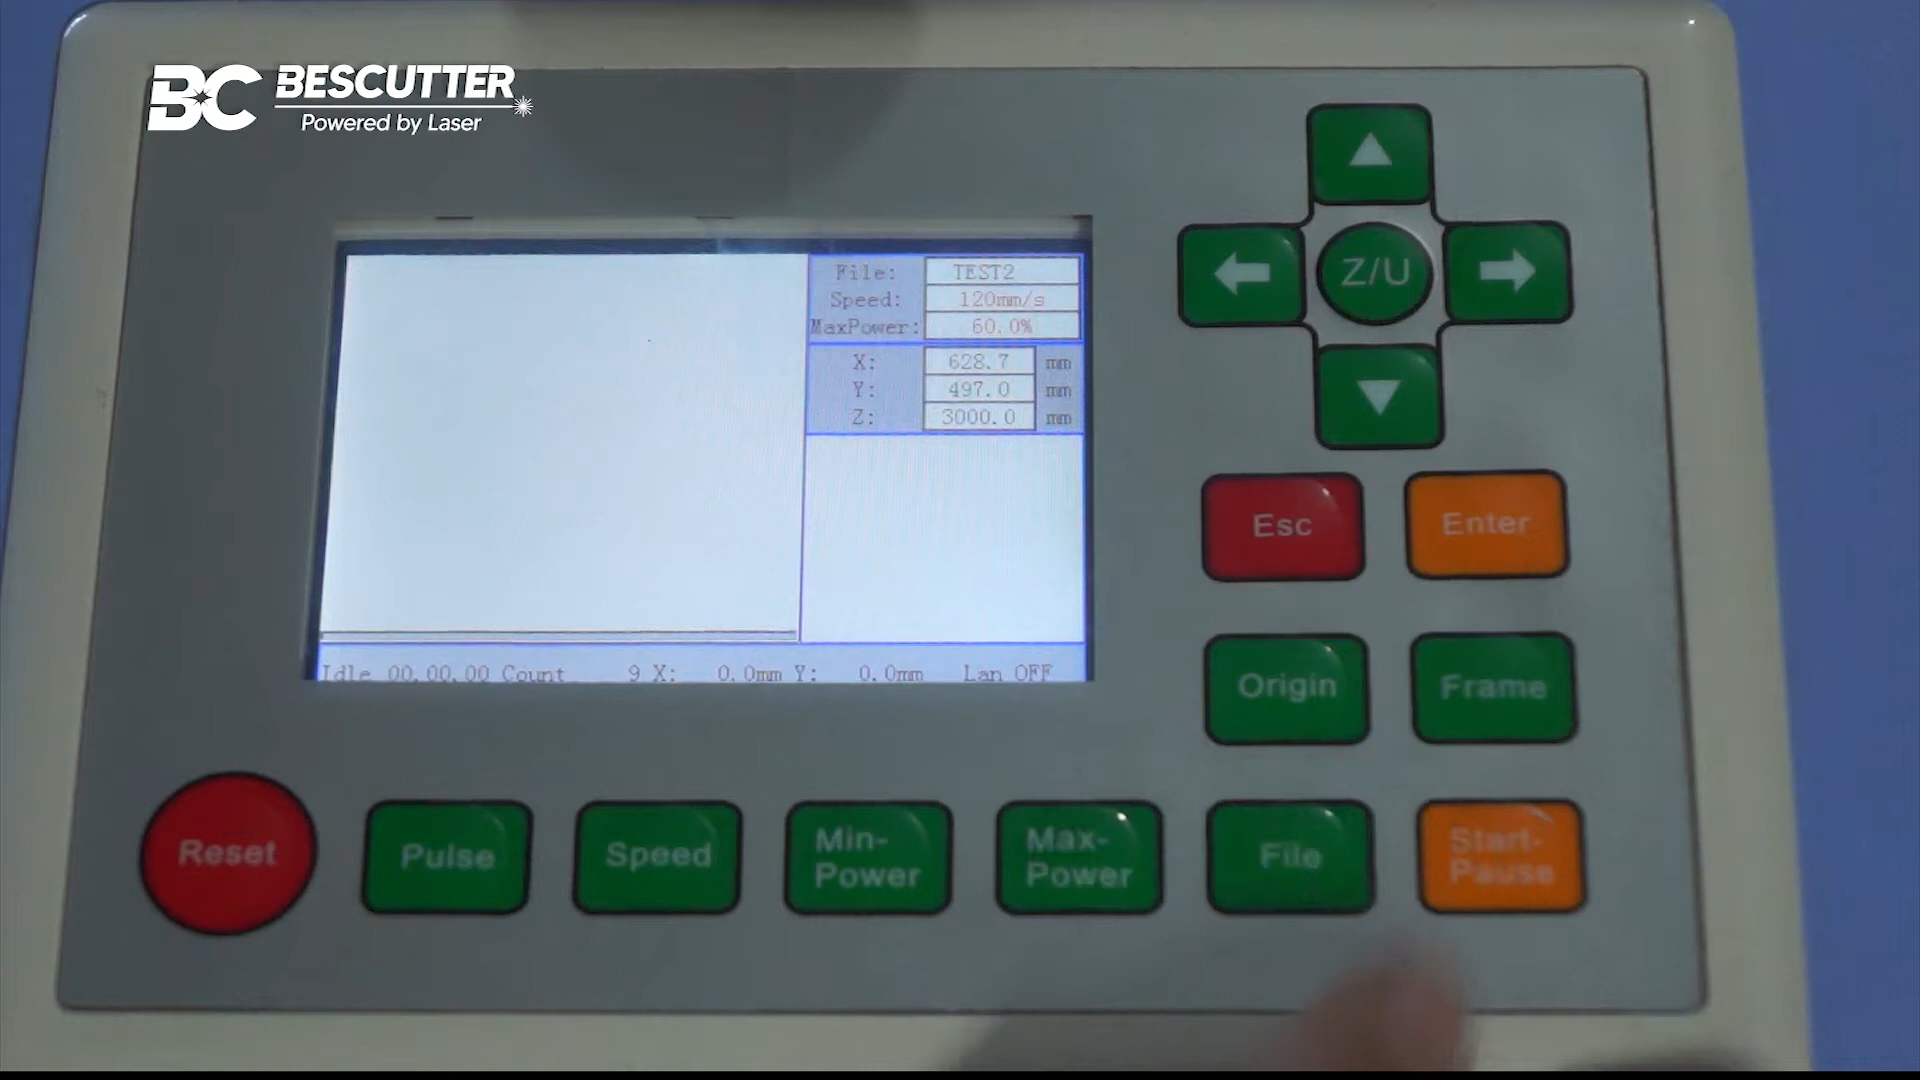 BC BESCUTTER
Powered by Laser
File: TEST2
Speed: 120mm/s
MaxPower: 60.0%
X: 628.7 mm
Y: 497.0 mm
Z: 3000.0 mm
Idle 00.00.00 Count 9 X: 0.0mm Y: 0.0mm Lan OFF
Z/U
Esc
Enter
Origin
Frame
Reset
Pulse
Speed
Min-
Power
Max-
Power
File
Start-
Pause